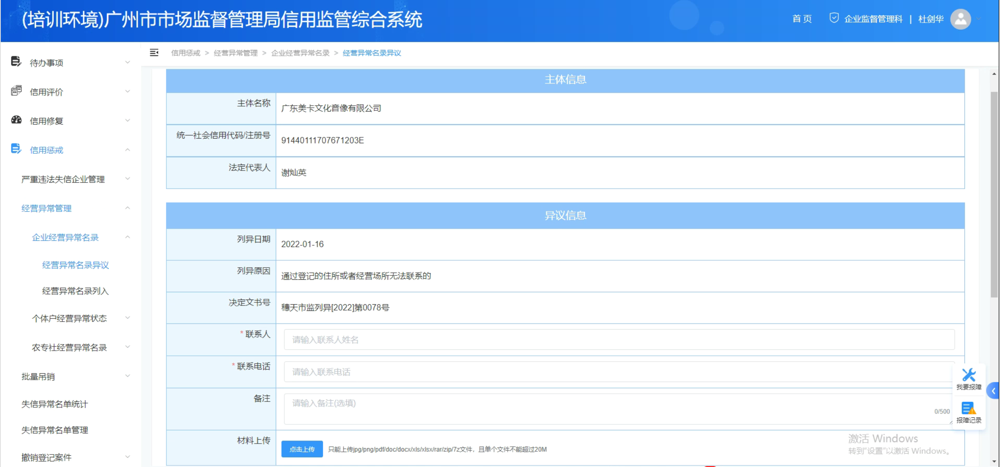 (培训环境)广州市市场监督管理局信用监管综合系统
首页 企业监督管理科 | 杜剑华
信用惩戒 > 经营异常管理 > 企业经营异常名录 > 经营异常名录异议
待办事项
信用评价
信用修复
信用惩戒
严重违法失信企业管理
经营异常管理
企业经营异常名录
经营异常名录异议
经营异常名录列入
个体户经营异常状态
农专社经营异常名录
批量吊销
失信异常名单统计
失信异常名单管理
撤销登记案件
主体信息
主体名称 广东美卡文化音像有限公司
统一社会信用代码/注册号 91440111707671203E
法定代表人 谢灿英
异议信息
列异日期 2022-01-16
列异原因 通过登记的住所或者经营场所无法联系的
决定文书号 穗天市监列异[2022]第0078号
* 联系人 请输入联系人姓名
* 联系电话 请输入联系电话
备注 请输入备注(选填)
0/500
材料上传 点击上传 只能上传jpg/png/pdf/doc/docx/xls/xlsx/rar/zip/7z文件，且单个文件不能超过20M
我要报障
报障记录
激活 Windows
转到"设置"以激活 Windows。